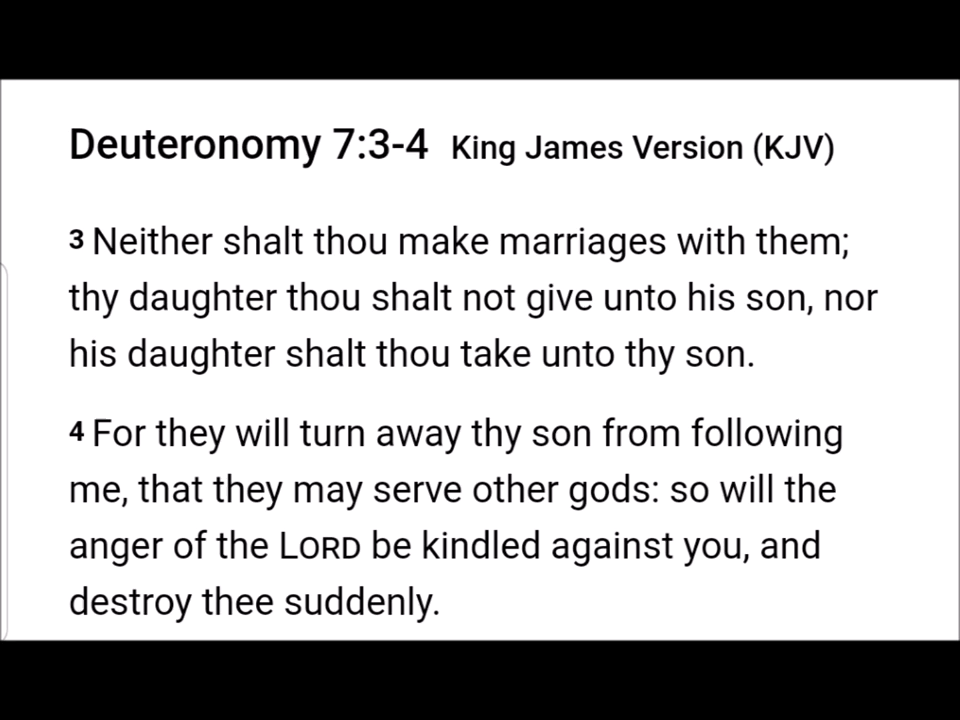 Deuteronomy 7:3-4 King James Version (KJV)
3 Neither shalt thou make marriages with them;
thy daughter thou shalt not give unto his son, nor
his daughter shalt thou take unto thy son.
4 For they will turn away thy son from following
me, that they may serve other gods: so will the
anger of the LORD be kindled against you, and
destroy thee suddenly.